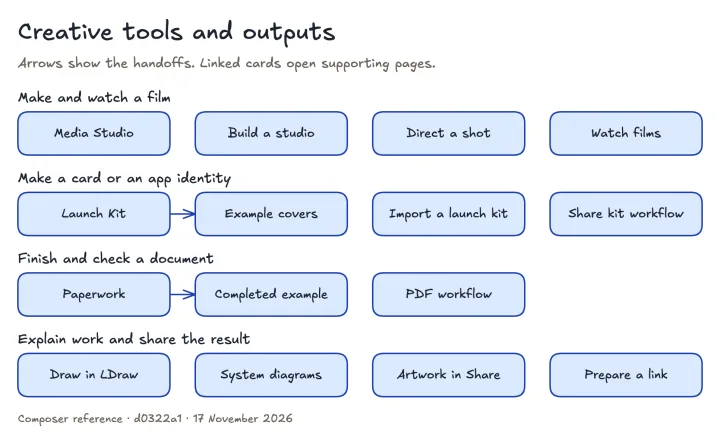 Creative tools and outputs
Arrows show the handoffs. Linked cards open supporting pages.
Make and watch a film
Media Studio
Build a studio
Direct a shot
Watch films
Make a card or an app identity
Launch Kit
Example covers
Import a launch kit
Share kit workflow
Finish and check a document
Paperwork
Completed example
PDF workflow
Explain work and share the result
Draw in LDraw
System diagrams
Artwork in Share
Prepare a link
Composer reference · d0322a1 · 17 November 2026